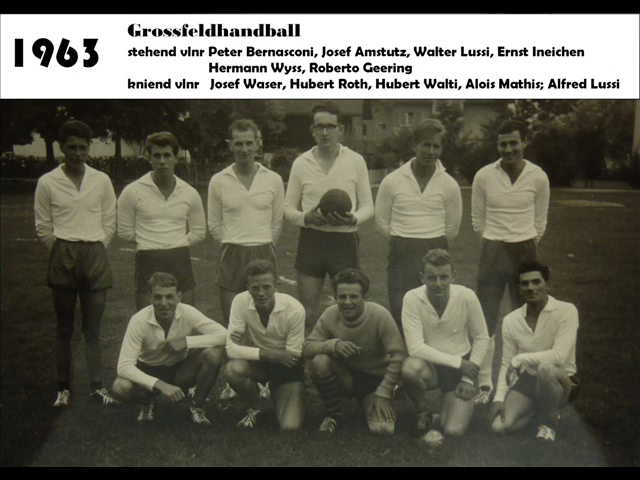 1963
Grossfeldhandball
stehend vlnr Peter Bernasconi, Josef Amstutz, Walter Lussi, Ernst Ineichen
Hermann Wyss, Roberto Geering
kniend vlnr Josef Waser, Hubert Roth, Hubert Walti, Alois Mathis; Alfred Lussi